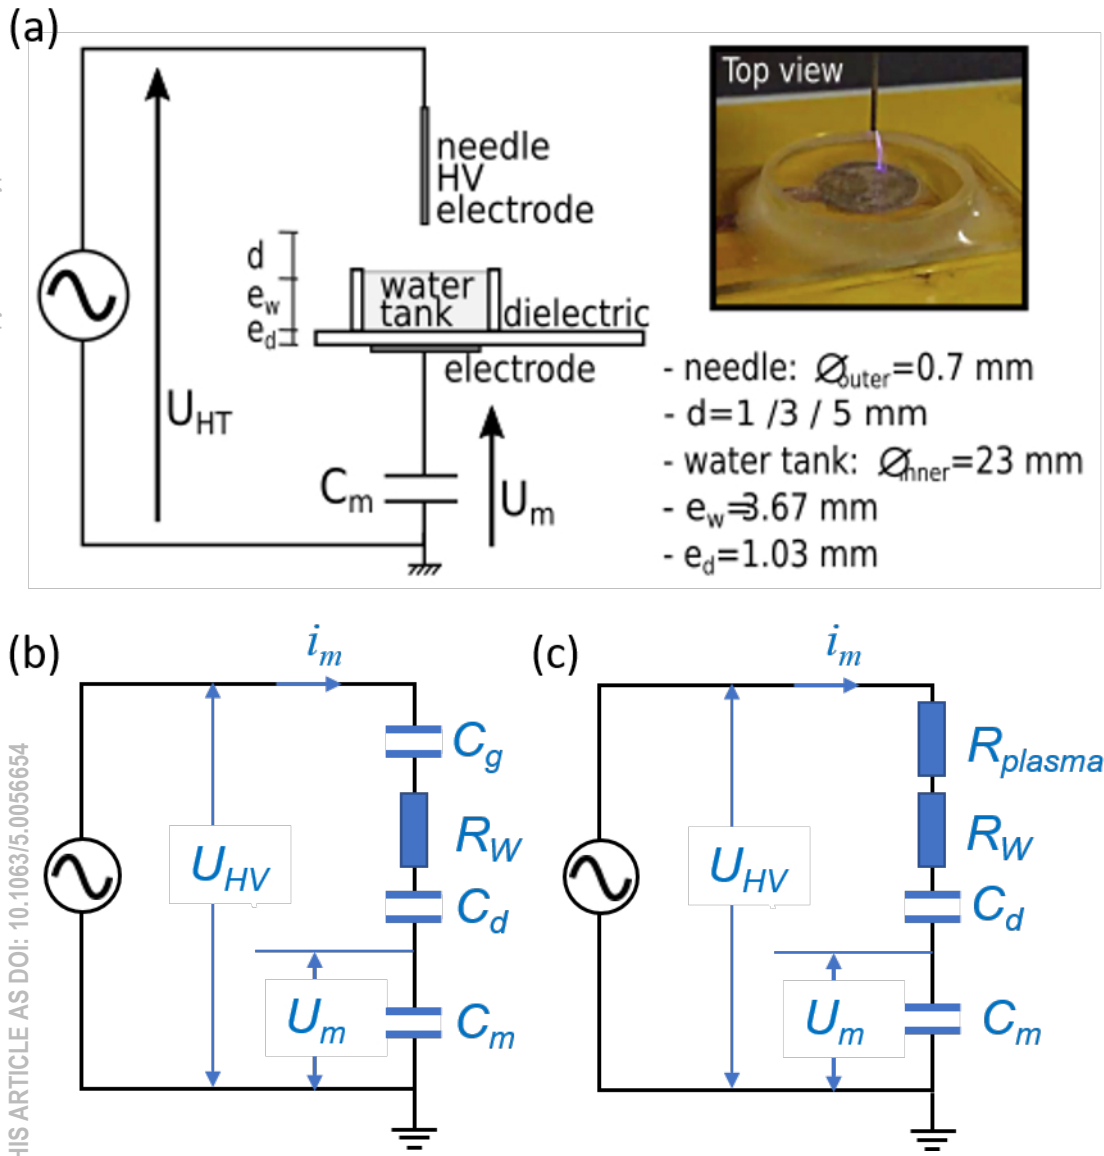 (a)
Top view
needle
HV
electrode
d
e_w
e_d
water
tank
dielectric
electrode
U_HT
C_m
U_m
- needle: Ø_outer=0.7 mm
- d=1 /3 / 5 mm
- water tank: Ø_inner=23 mm
- e_w=3.67 mm
- e_d=1.03 mm
(b)
i_m
C_g
R_W
U_HV
C_d
U_m
C_m
(c)
i_m
R_plasma
R_W
U_HV
C_d
U_m
C_m
HIS ARTICLE AS DOI: 10.1063/5.0056654